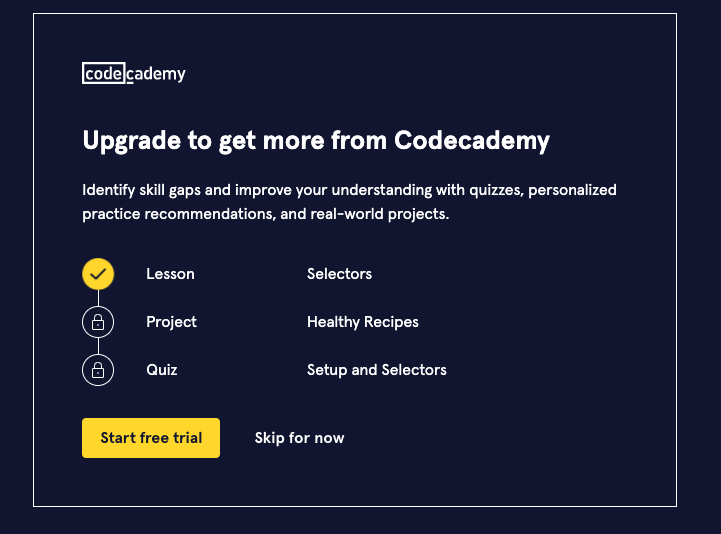 codecademy
Upgrade to get more from Codecademy
Identify skill gaps and improve your understanding with quizzes, personalized
practice recommendations, and real-world projects.
Lesson Selectors
Project Healthy Recipes
Quiz Setup and Selectors
Start free trial Skip for now